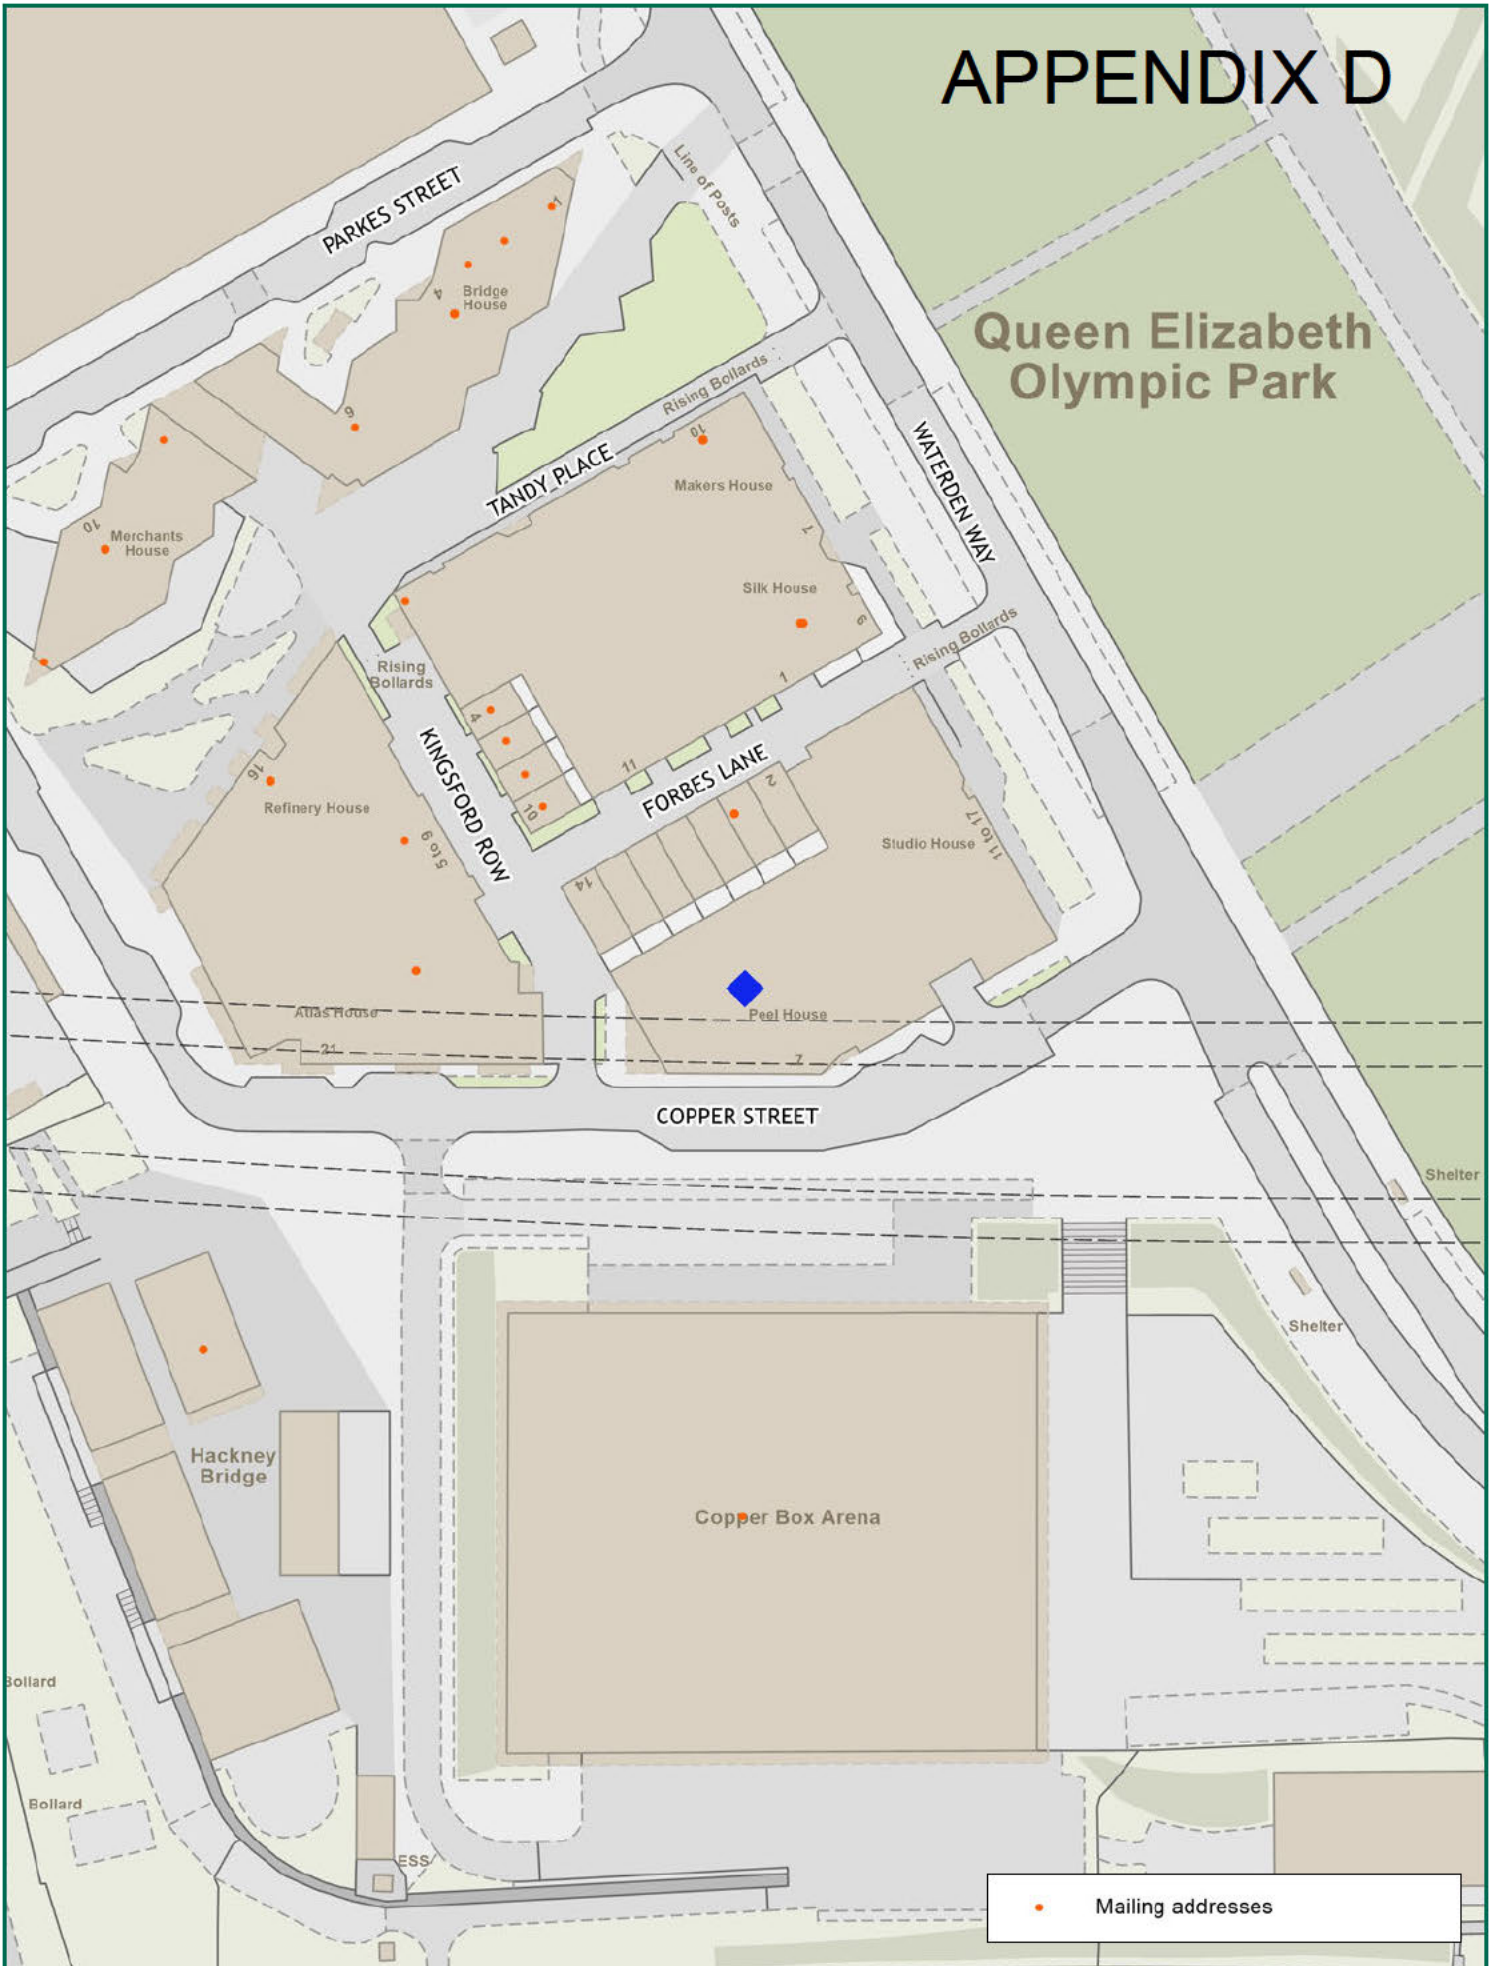 APPENDIX D
PARKES STREET
Line of Posts
1
4
Bridge
House
Queen Elizabeth
Olympic Park
Rising Bollards
6
10
Makers House
TANDY PLACE
WATERDEN WAY
10
Merchants
House
7
Silk House
6
Rising Bollards
Rising
Bollards
1
4
KINGSFORD ROW
11
FORBES LANE
2
16
Refinery House
10
5 to 9
Studio House
11 to 17
14
Atlas House
Peel House
21
7
COPPER STREET
Shelter
Shelter
Hackney
Bridge
Copper Box Arena
Bollard
Bollard
ESS
Mailing addresses